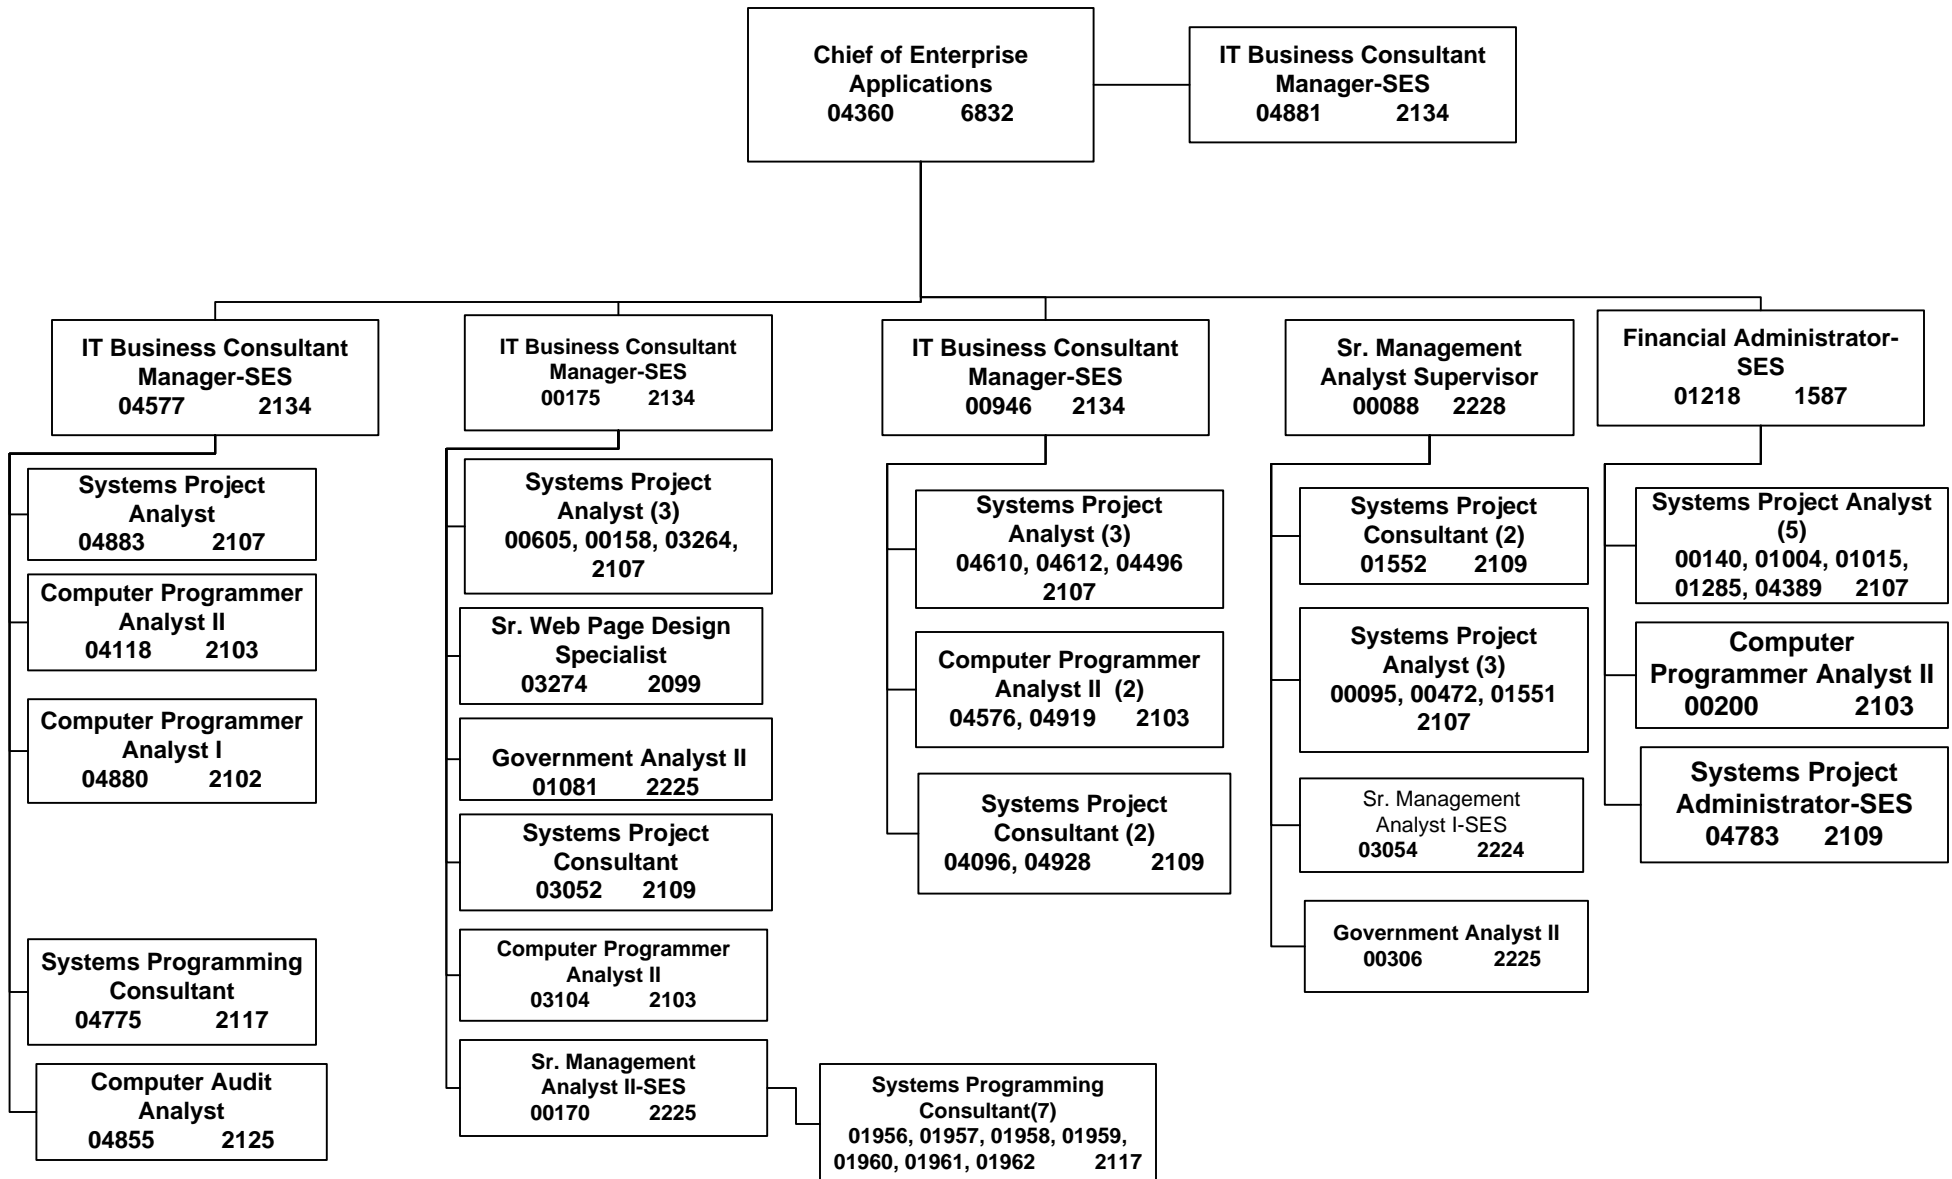 Chief of Enterprise
Applications
04360 6832
IT Business Consultant
Manager-SES
04881 2134
IT Business Consultant
Manager-SES
04577 2134
Systems Project
Analyst
04883 2107
Computer Programmer
Analyst II
04118 2103
Computer Programmer
Analyst I
04880 2102
Systems Programming
Consultant
04775 2117
Computer Audit
Analyst
04855 2125
IT Business Consultant
Manager-SES
00175 2134
Systems Project
Analyst (3)
00605, 00158, 03264,
2107
Sr. Web Page Design
Specialist
03274 2099
Government Analyst II
01081 2225
Systems Project
Consultant
03052 2109
Computer Programmer
Analyst II
03104 2103
Sr. Management
Analyst II-SES
00170 2225
Systems Programming
Consultant(7)
01956, 01957, 01958, 01959,
01960, 01961, 01962 2117
IT Business Consultant
Manager-SES
00946 2134
Systems Project
Analyst (3)
04610, 04612, 04496
2107
Computer Programmer
Analyst II (2)
04576, 04919 2103
Systems Project
Consultant (2)
04096, 04928 2109
Sr. Management
Analyst Supervisor
00088 2228
Systems Project
Consultant (2)
01552 2109
Systems Project
Analyst (3)
00095, 00472, 01551
2107
Sr. Management
Analyst I-SES
03054 2224
Government Analyst II
00306 2225
Financial Administrator-
SES
01218 1587
Systems Project Analyst
(5)
00140, 01004, 01015,
01285, 04389 2107
Computer
Programmer Analyst II
00200 2103
Systems Project
Administrator-SES
04783 2109